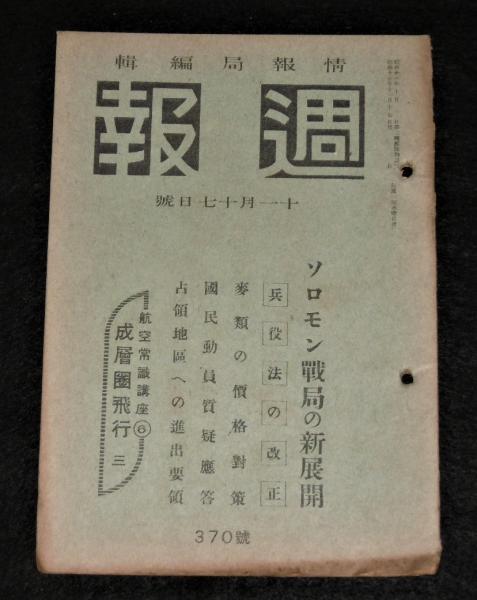 情報局編輯
週報
十一月十七日號
ソロモン戰局の新展開
兵役法の改正
麥類の價格對策
國民動員質疑應答
占領地區への進出要領
航空常識講座⑥
成層圏飛行 三
370號